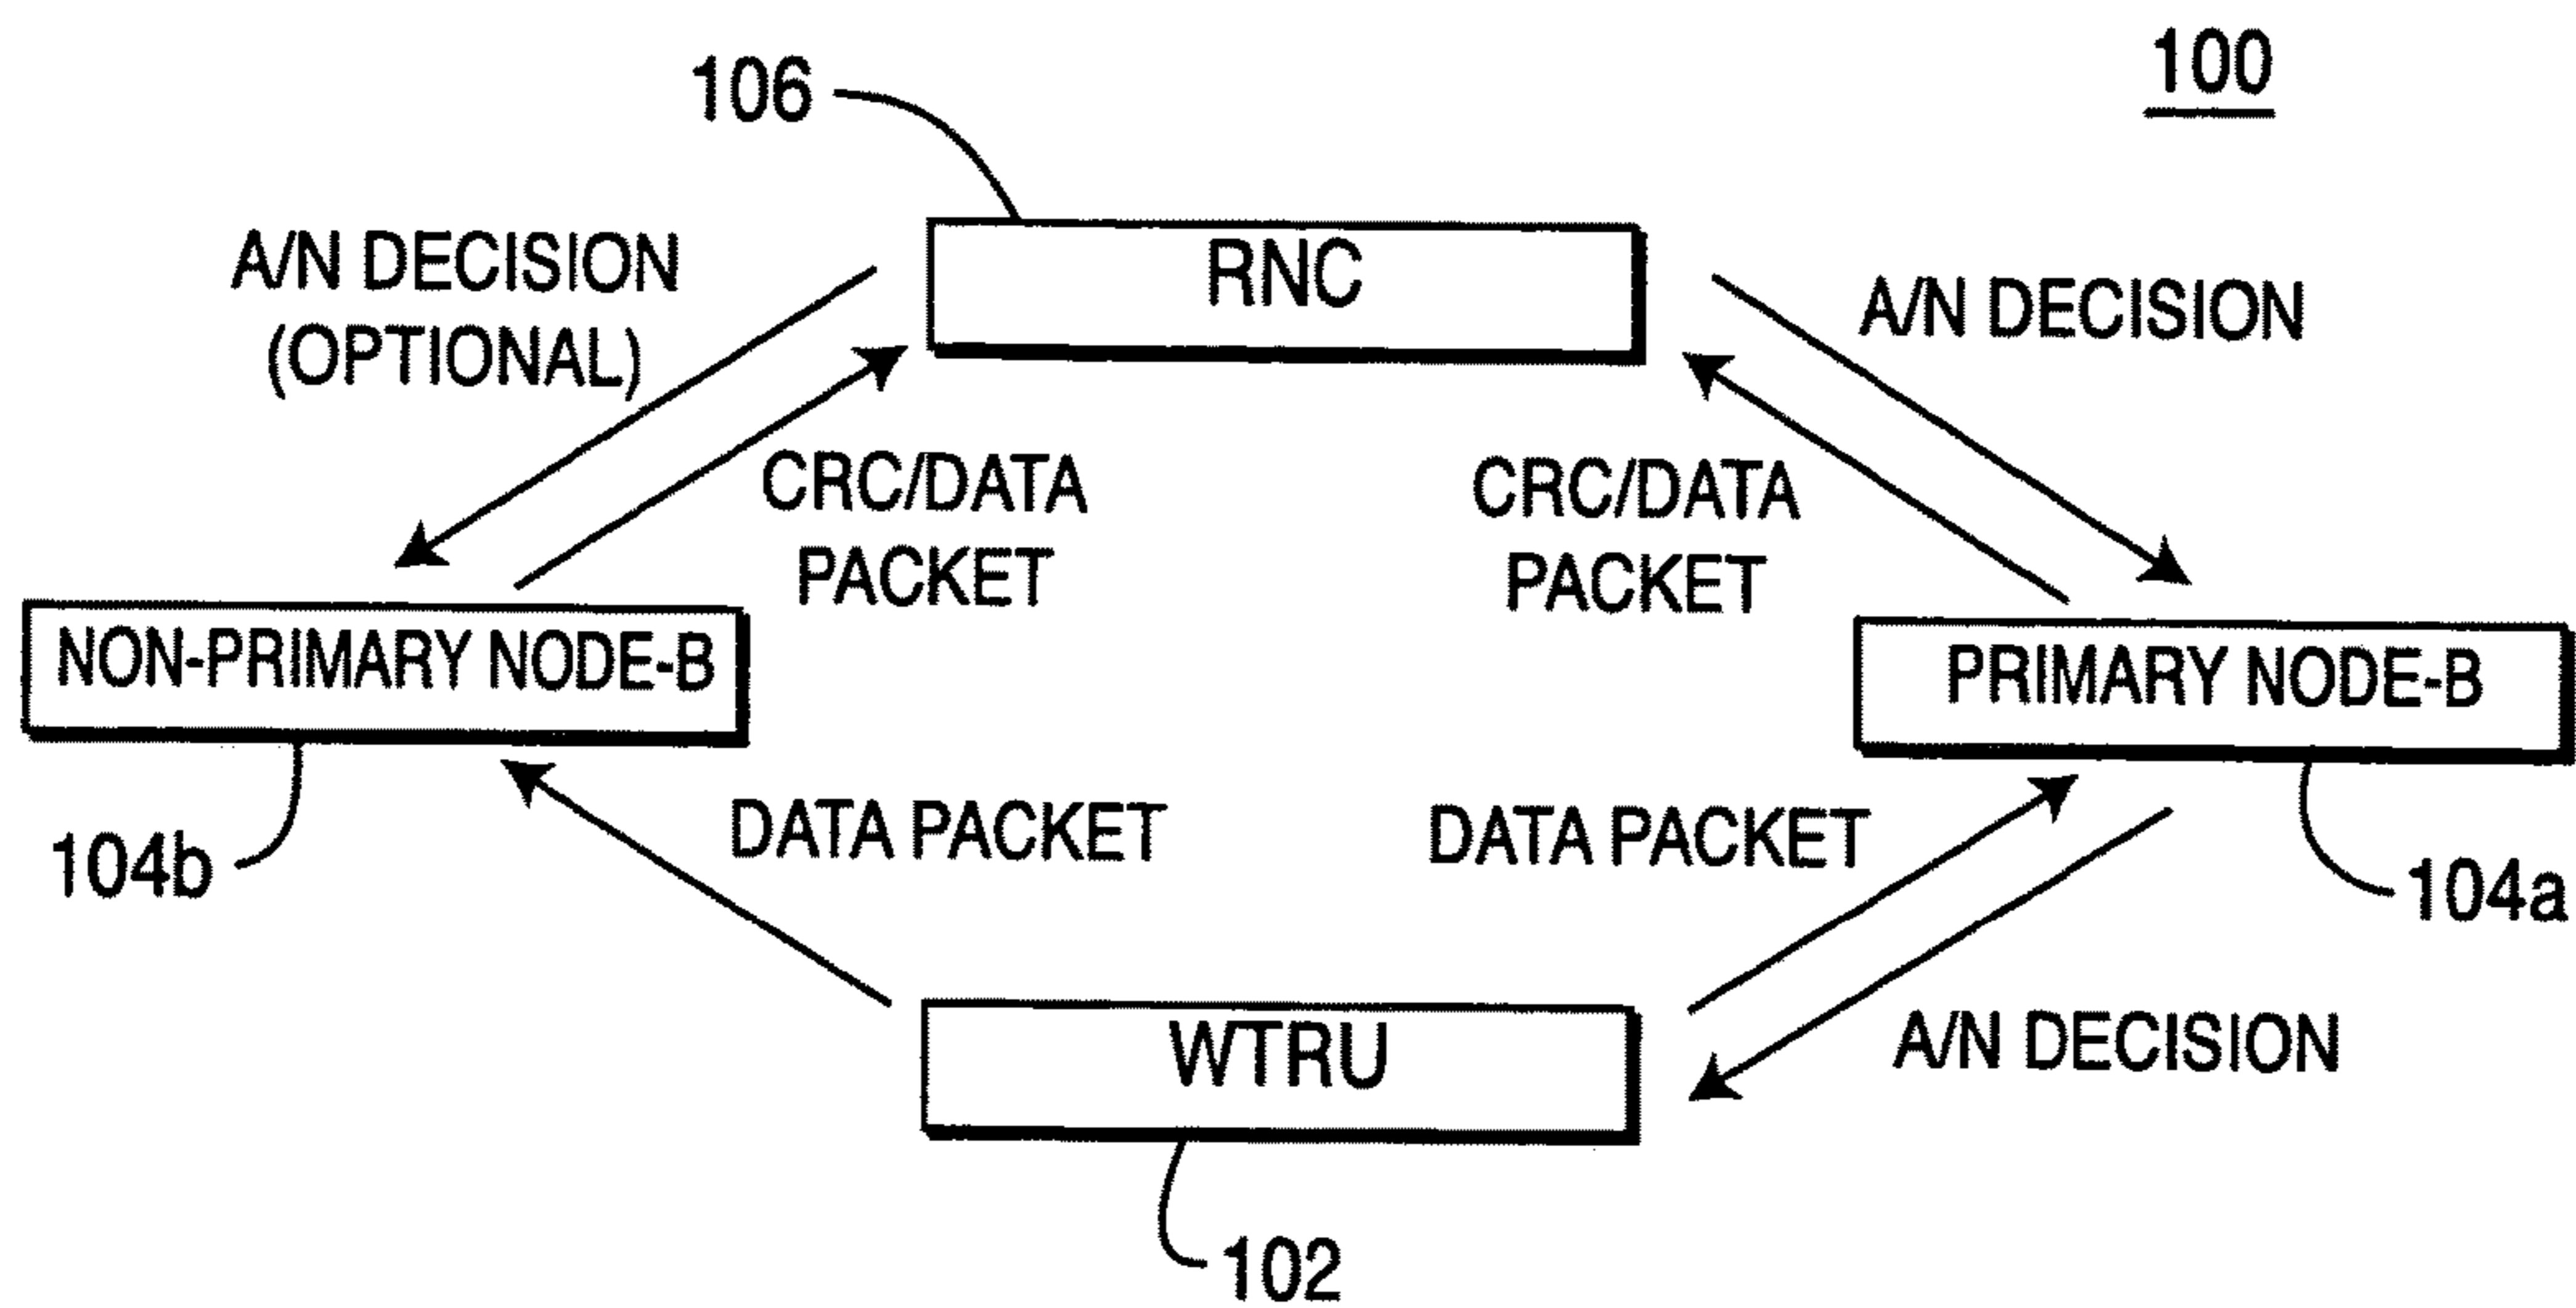 100
106
A/N DECISION
(OPTIONAL)
RNC
A/N DECISION
CRC/DATA
PACKET
CRC/DATA
PACKET
NON-PRIMARY NODE-B
PRIMARY NODE-B
104b
DATA PACKET
DATA PACKET
104a
WTRU
A/N DECISION
102